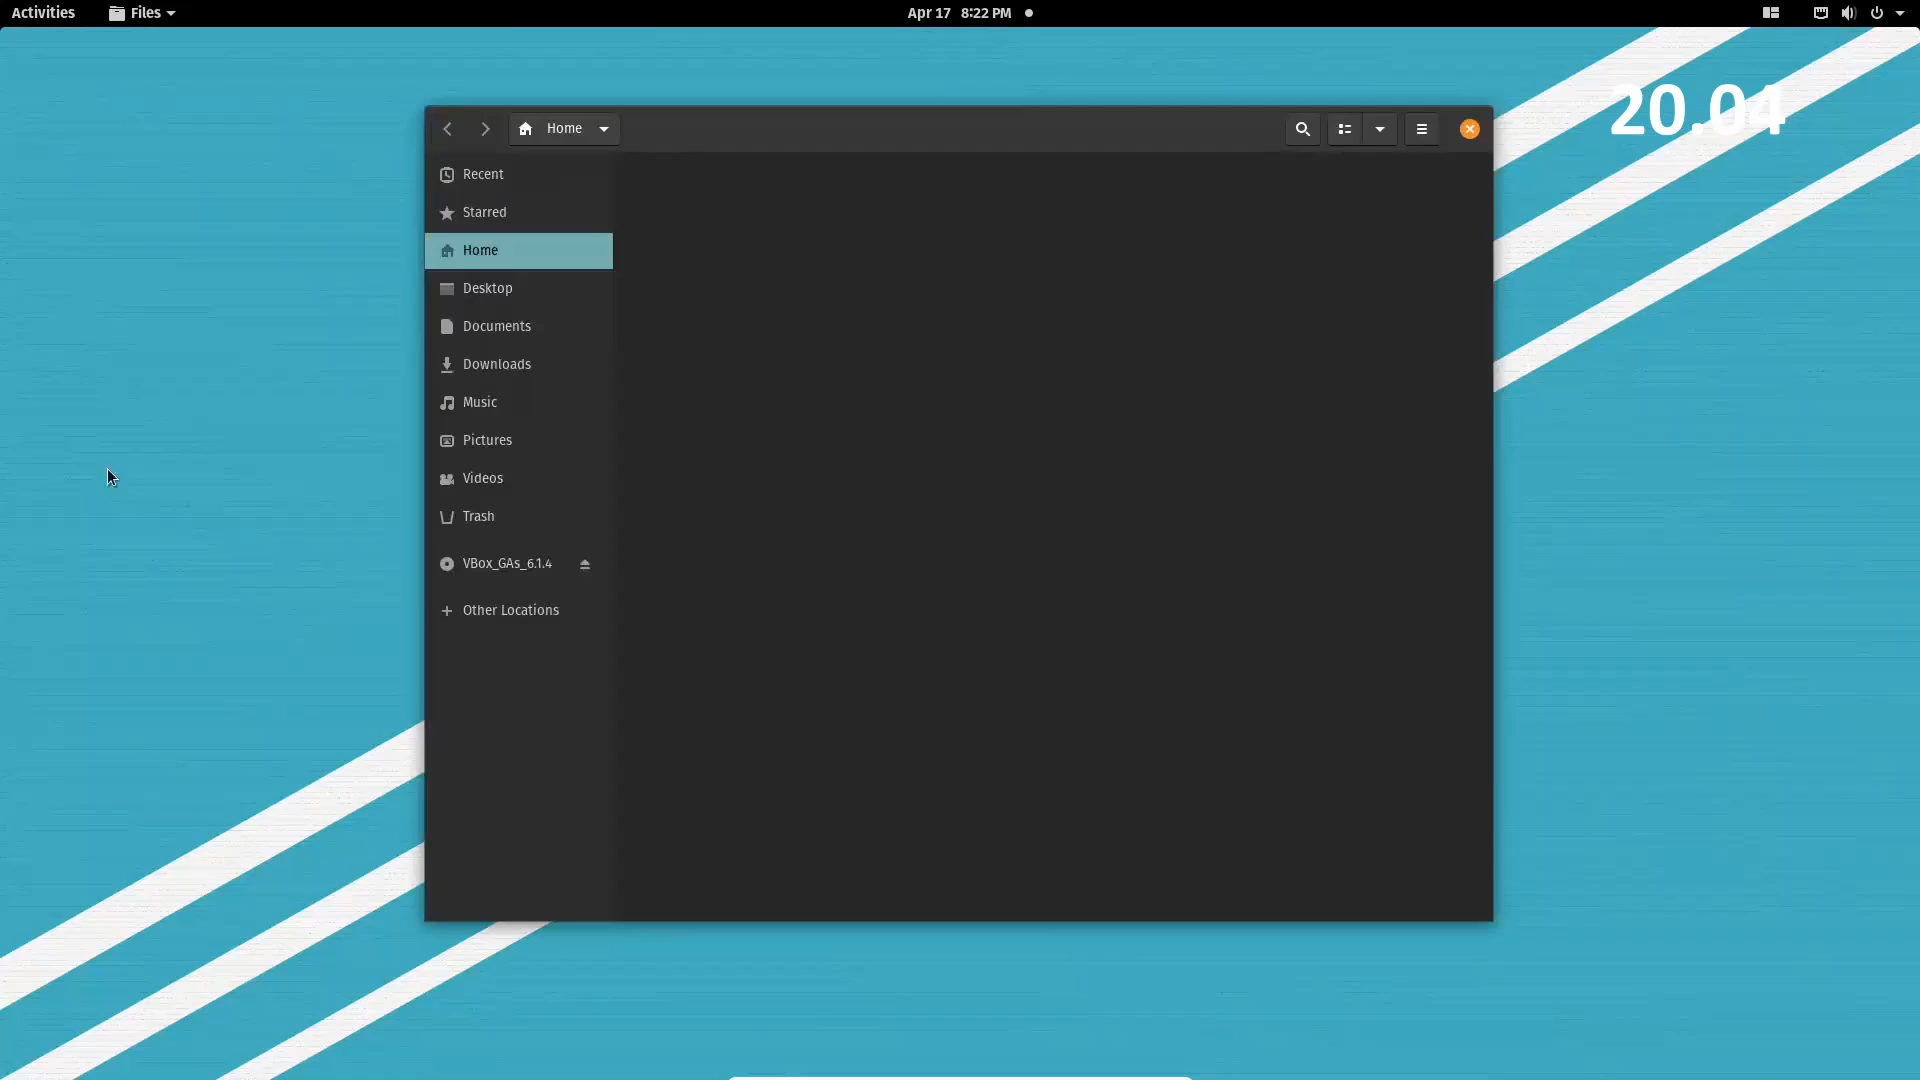 Activities Files Apr 17 8:22 PM
20.04
Home
Recent
Starred
Home
Desktop
Documents
Downloads
Music
Pictures
Videos
Trash
VBox_GAs_6.1.4
Other Locations